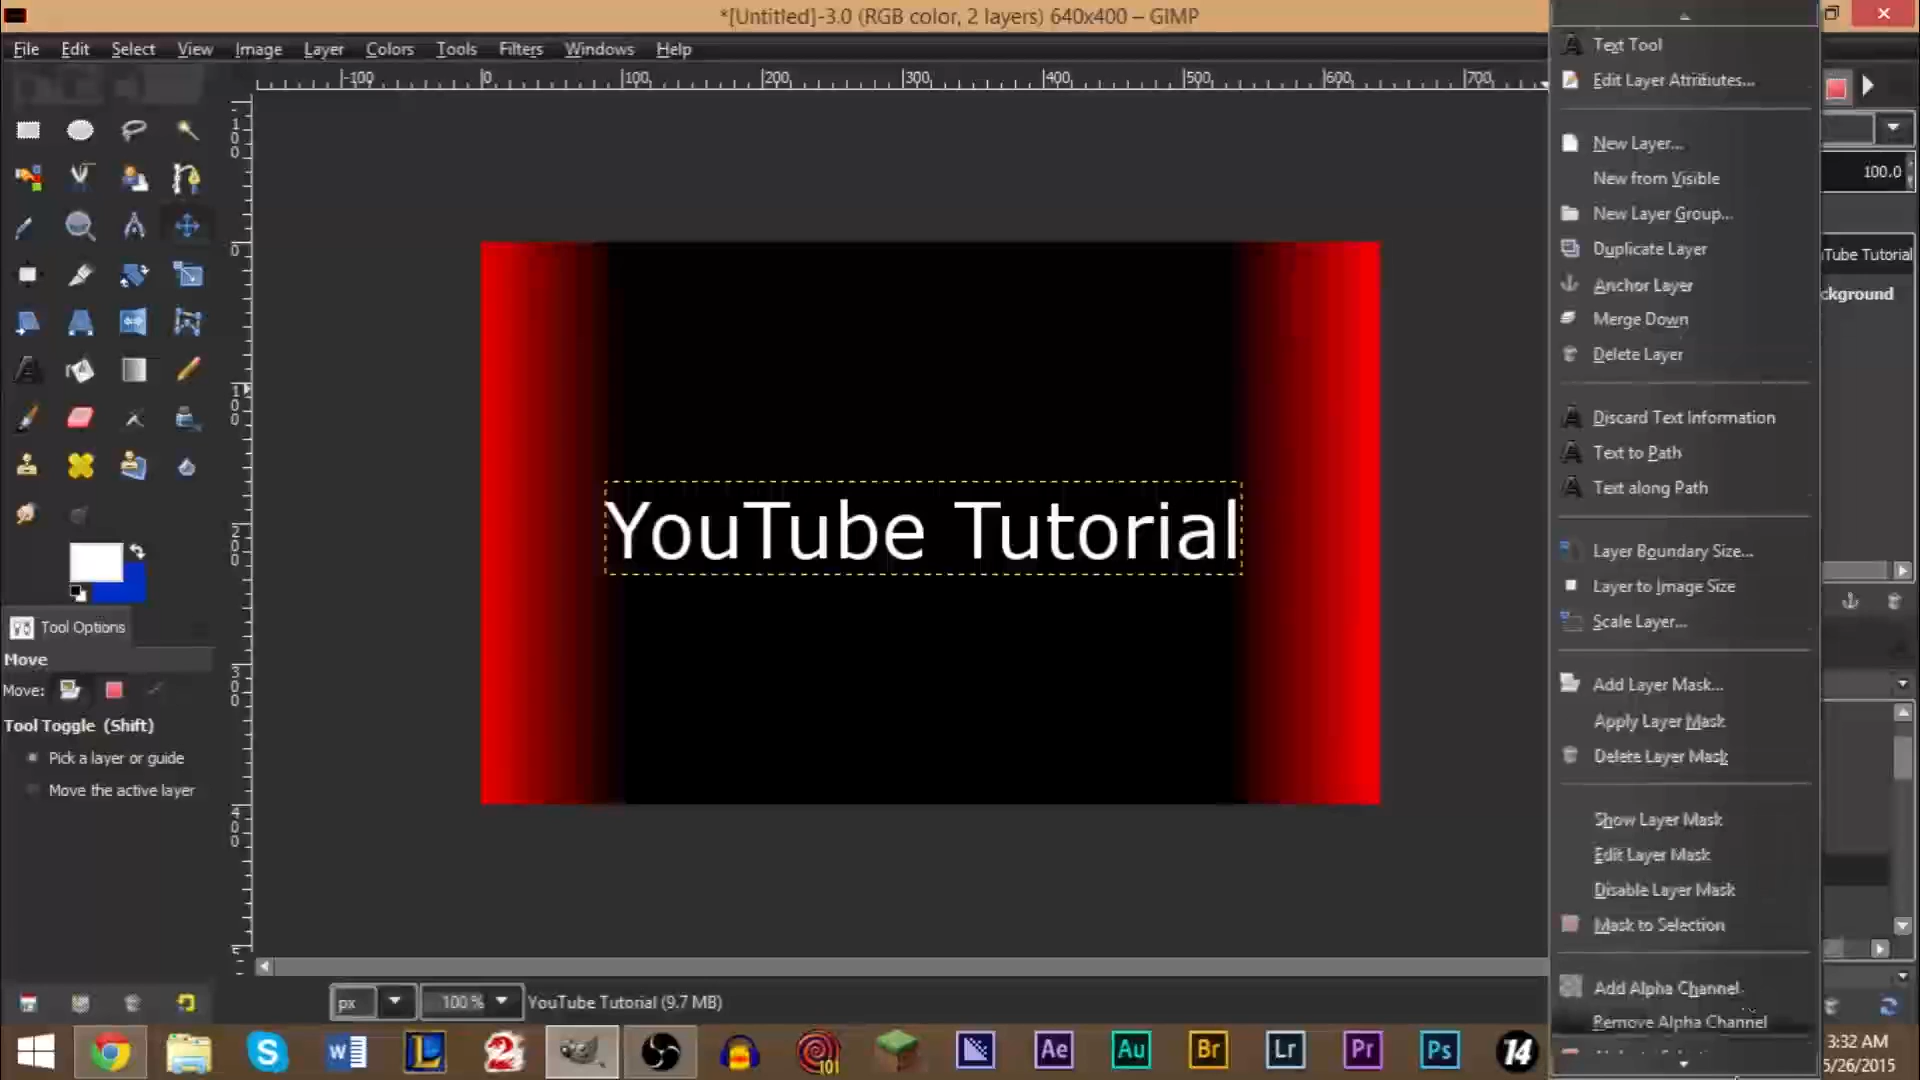 *[Untitled]-3.0 (RGB color, 2 layers) 640x400 – GIMP
File Edit Select View Image Layer Colors Tools Filters Windows Help
-100 0 100 200 300 400 500 600 700
100
0
100
200
300
400
YouTube Tutorial
Tool Options
Move
Move:
Tool Toggle (Shift)
Pick a layer or guide
Move the active layer
px 100 % YouTube Tutorial (9.7 MB)
Text Tool
Edit Layer Attributes...
New Layer...
New from Visible
New Layer Group...
Duplicate Layer
Anchor Layer
Merge Down
Delete Layer
Discard Text Information
Text to Path
Text along Path
Layer Boundary Size...
Layer to Image Size
Scale Layer...
Add Layer Mask...
Apply Layer Mask
Delete Layer Mask
Show Layer Mask
Edit Layer Mask
Disable Layer Mask
Mask to Selection
Add Alpha Channel
Remove Alpha Channel
100.0
Tube Tutorial
ckground
101 Ae Au Br Lr Pr Ps 14
3:32 AM
5/26/2015